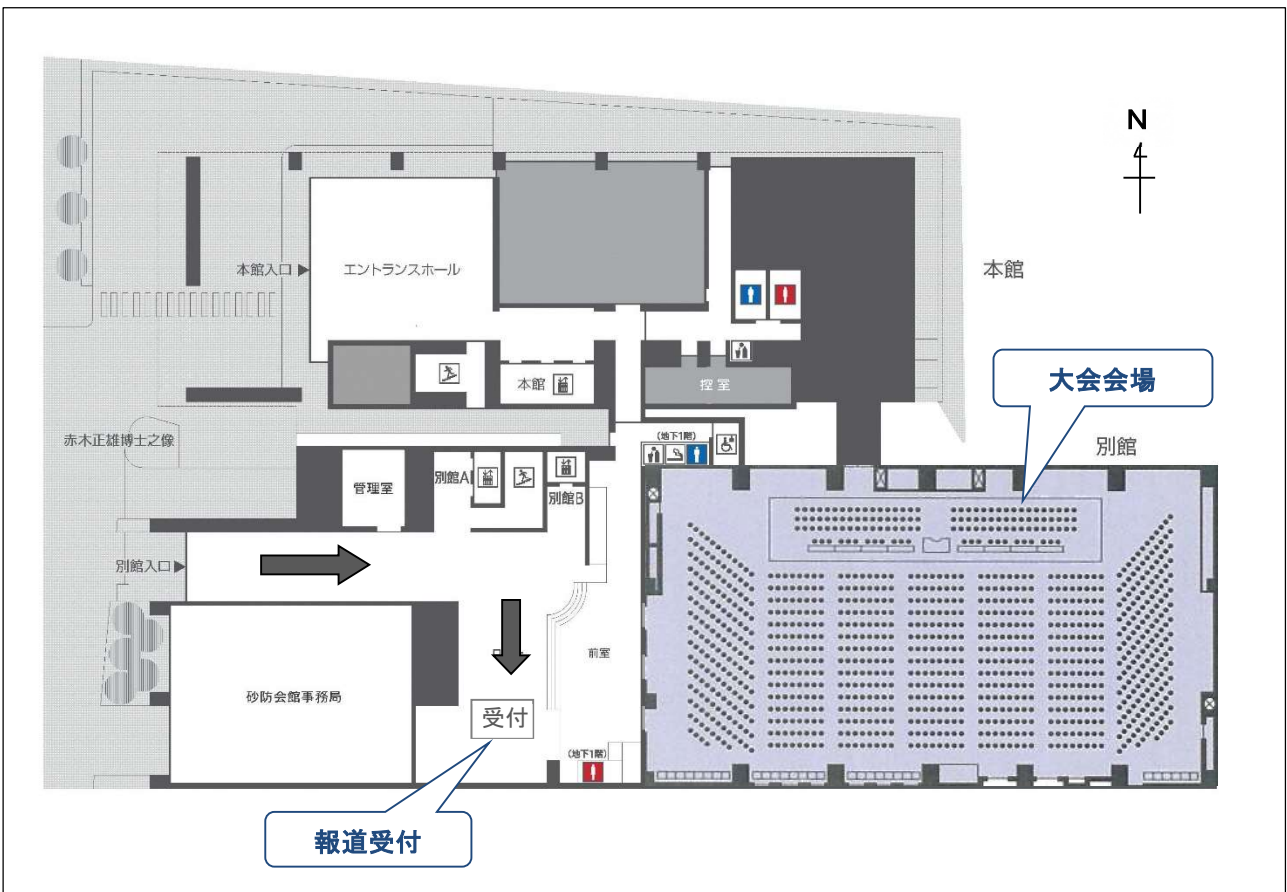 N
本館入口
エントランスホール
本館
本館
控室
大会会場
赤木正雄博士之像
(地下1階)
別館
管理室
別館A
別館B
別館入口
前室
砂防会館事務局
受付
(地下1階)
報道受付